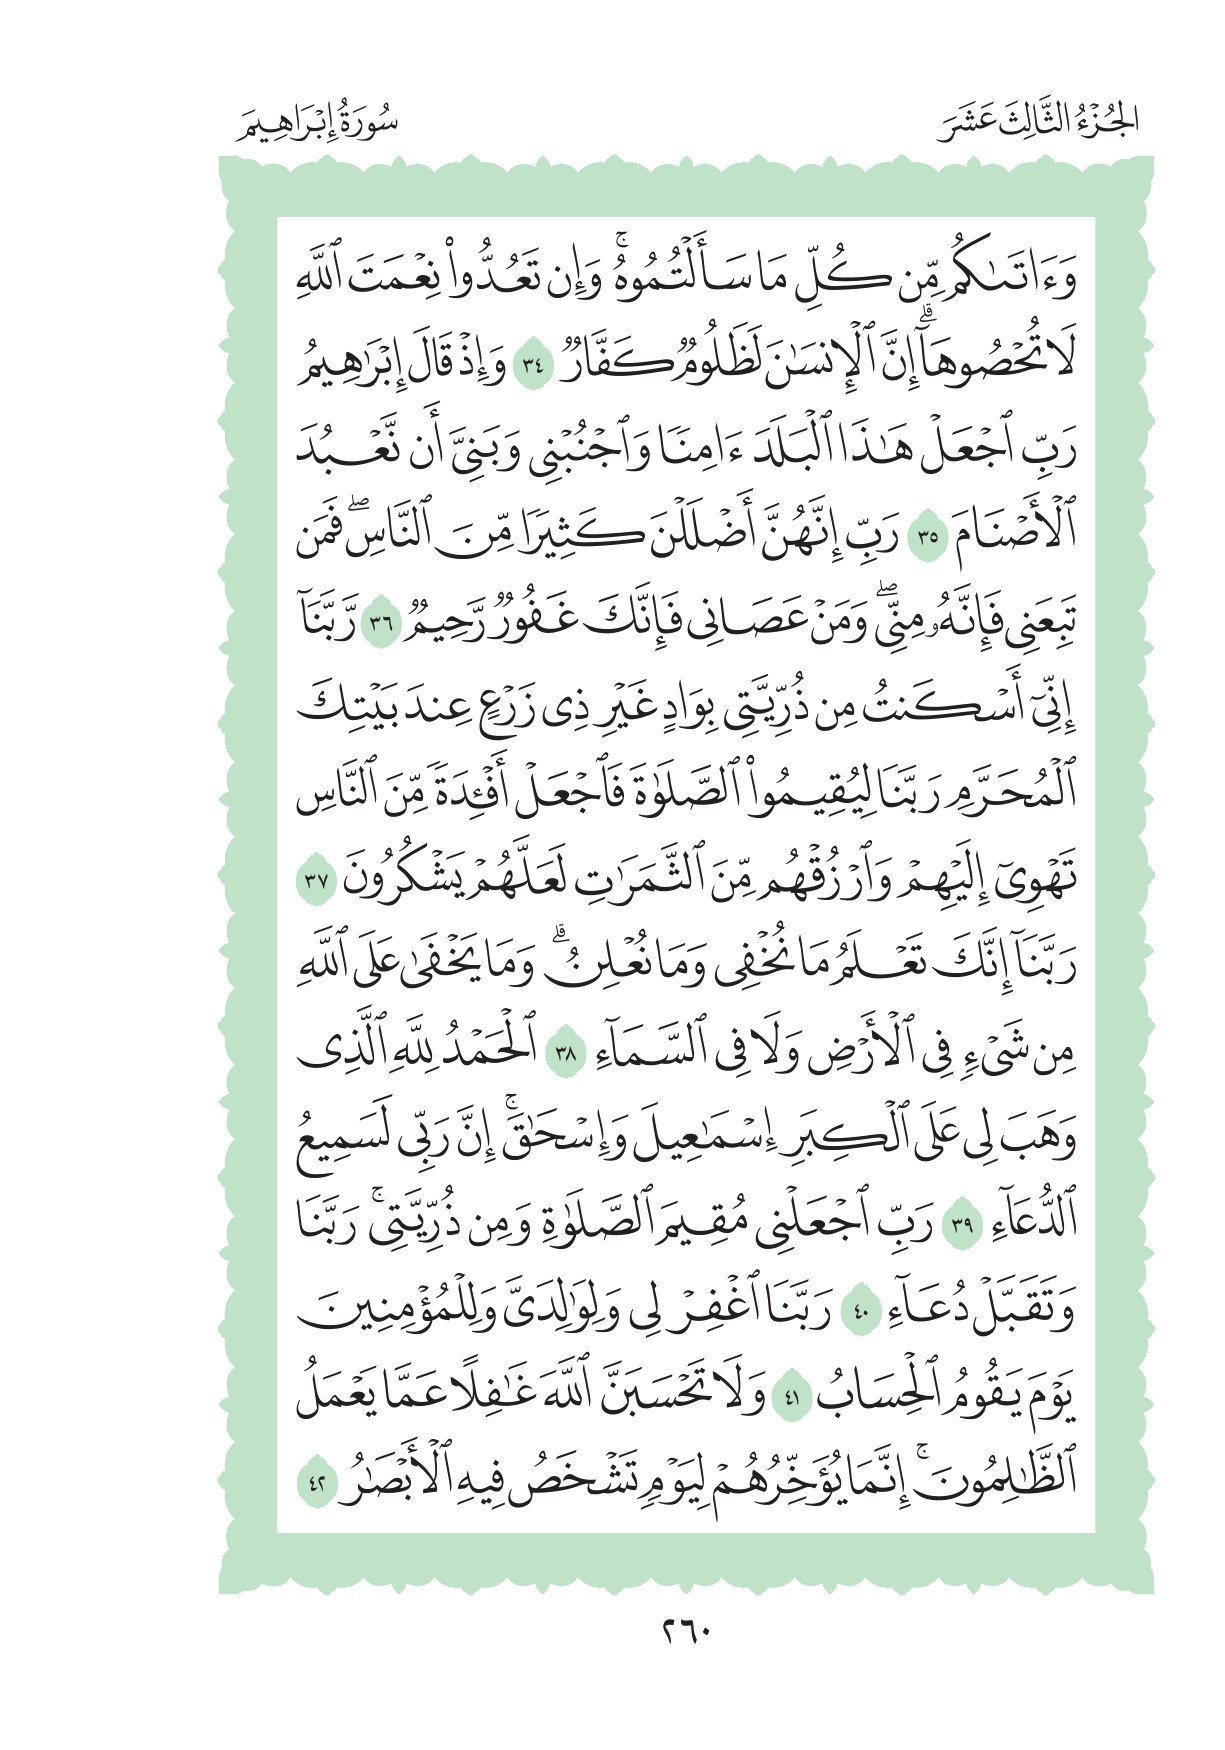 الجُزْءُ الثَّالِثَ عَشَرَ
سُورَةُ إِبْرَاهِيمَ
وَءَاتَىٰكُم مِّن كُلِّ مَا سَأَلْتُمُوهُۚ وَإِن تَعُدُّوا۟ نِعْمَتَ ٱللَّهِ
لَا تُحْصُوهَآۗ إِنَّ ٱلْإِنسَـٰنَ لَظَلُومٌ كَفَّارٌ ٣٤ وَإِذْ قَالَ إِبْرَٰهِيمُ
رَبِّ ٱجْعَلْ هَـٰذَا ٱلْبَلَدَ ءَامِنًا وَٱجْنُبْنِى وَبَنِىَّ أَن نَّعْبُدَ
ٱلْأَصْنَامَ ٣٥ رَبِّ إِنَّهُنَّ أَضْلَلْنَ كَثِيرًا مِّنَ ٱلنَّاسِۖ فَمَن
تَبِعَنِى فَإِنَّهُۥ مِنِّىۖ وَمَنْ عَصَانِى فَإِنَّكَ غَفُورٌ رَّحِيمٌ ٣٦ رَّبَّنَآ
إِنِّىٓ أَسْكَنتُ مِن ذُرِّيَّتِى بِوَادٍ غَيْرِ ذِى زَرْعٍ عِندَ بَيْتِكَ
ٱلْمُحَرَّمِ رَبَّنَا لِيُقِيمُوا۟ ٱلصَّلَوٰةَ فَٱجْعَلْ أَفْـِٔدَةً مِّنَ ٱلنَّاسِ
تَهْوِىٓ إِلَيْهِمْ وَٱرْزُقْهُم مِّنَ ٱلثَّمَرَٰتِ لَعَلَّهُمْ يَشْكُرُونَ ٣٧
رَبَّنَآ إِنَّكَ تَعْلَمُ مَا نُخْفِى وَمَا نُعْلِنُۗ وَمَا يَخْفَىٰ عَلَى ٱللَّهِ
مِن شَىْءٍ فِى ٱلْأَرْضِ وَلَا فِى ٱلسَّمَآءِ ٣٨ ٱلْحَمْدُ لِلَّهِ ٱلَّذِى
وَهَبَ لِى عَلَى ٱلْكِبَرِ إِسْمَـٰعِيلَ وَإِسْحَـٰقَۚ إِنَّ رَبِّى لَسَمِيعُ
ٱلدُّعَآءِ ٣٩ رَبِّ ٱجْعَلْنِى مُقِيمَ ٱلصَّلَوٰةِ وَمِن ذُرِّيَّتِىۚ رَبَّنَا
وَتَقَبَّلْ دُعَآءِ ٤٠ رَبَّنَا ٱغْفِرْ لِى وَلِوَٰلِدَىَّ وَلِلْمُؤْمِنِينَ
يَوْمَ يَقُومُ ٱلْحِسَابُ ٤١ وَلَا تَحْسَبَنَّ ٱللَّهَ غَـٰفِلًا عَمَّا يَعْمَلُ
ٱلظَّـٰلِمُونَۚ إِنَّمَا يُؤَخِّرُهُمْ لِيَوْمٍ تَشْخَصُ فِيهِ ٱلْأَبْصَـٰرُ ٤٢
٢٦٠